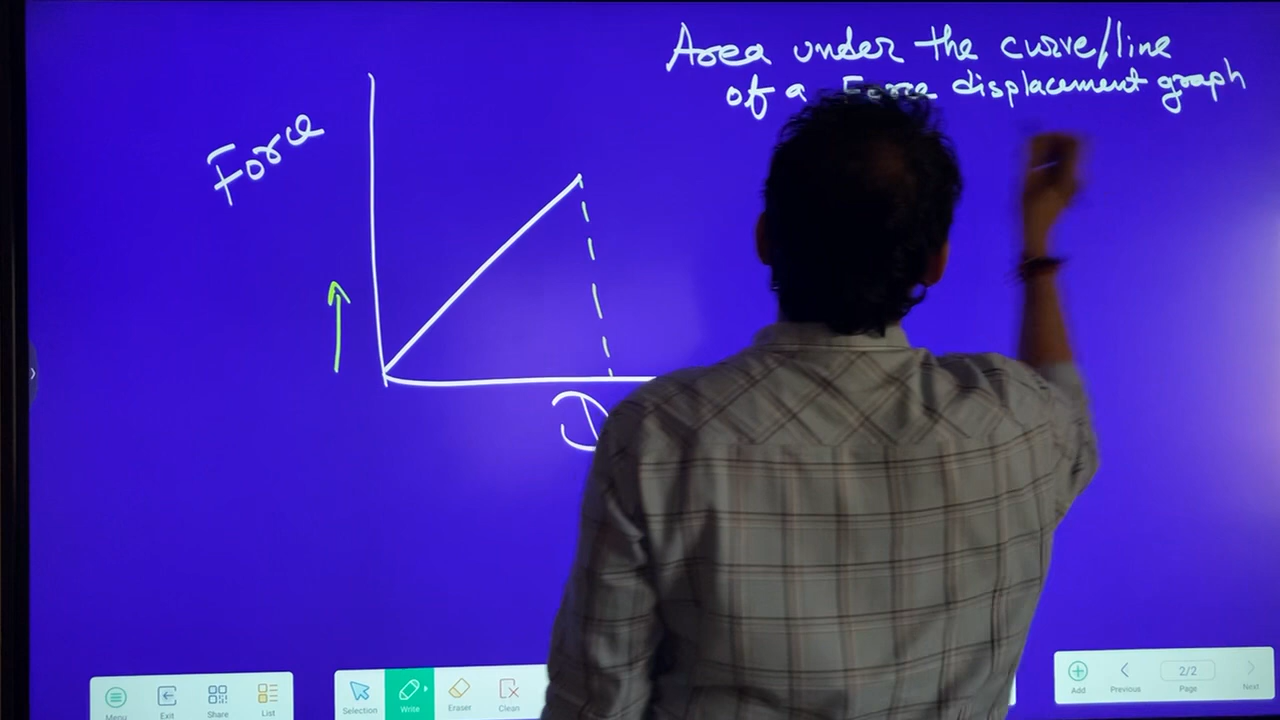 Area under the curve/line
of a Force displacement graph
Force
D
Menu
Exit
Share
List
Selection
Write
Eraser
Clean
Add
Previous
2/2
Page
Next